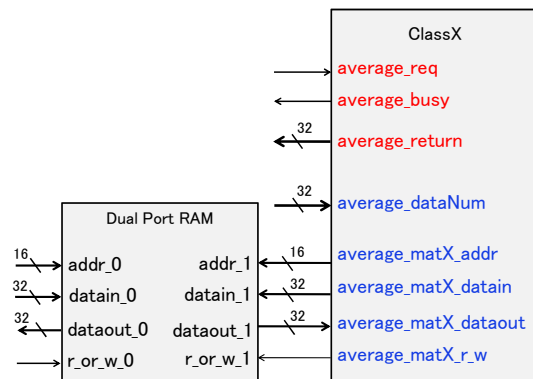 ClassX
average_req
average_busy
32
average_return
32
average_dataNum
Dual Port RAM
16
addr_0
addr_1
16
average_matX_addr
32
datain_0
datain_1
32
average_matX_datain
32
dataout_0
dataout_1
32
average_matX_dataout
r_or_w_0
r_or_w_1
average_matX_r_w